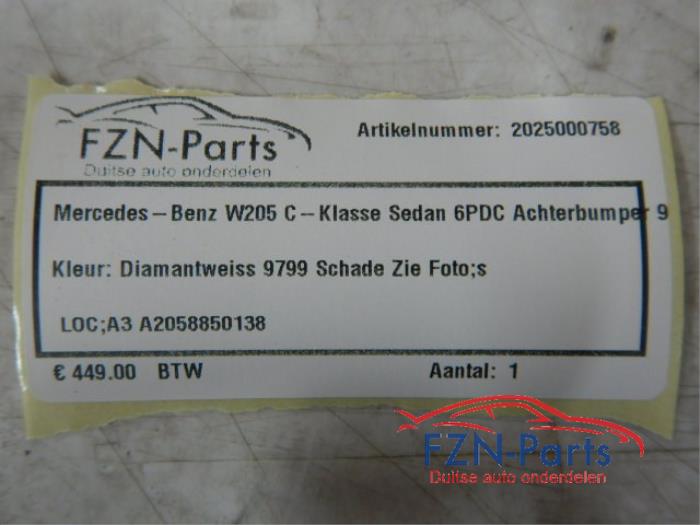 FZN-Parts
Duitse auto onderdelen
Artikelnummer: 2025000758
Mercedes-Benz W205 C-Klasse Sedan 6PDC Achterbumper 9
Kleur: Diamantweiss 9799 Schade Zie Foto;s
LOC;A3 A2058850138
€ 449.00 BTW
Aantal: 1
FZN-Parts
Duitse auto onderdelen